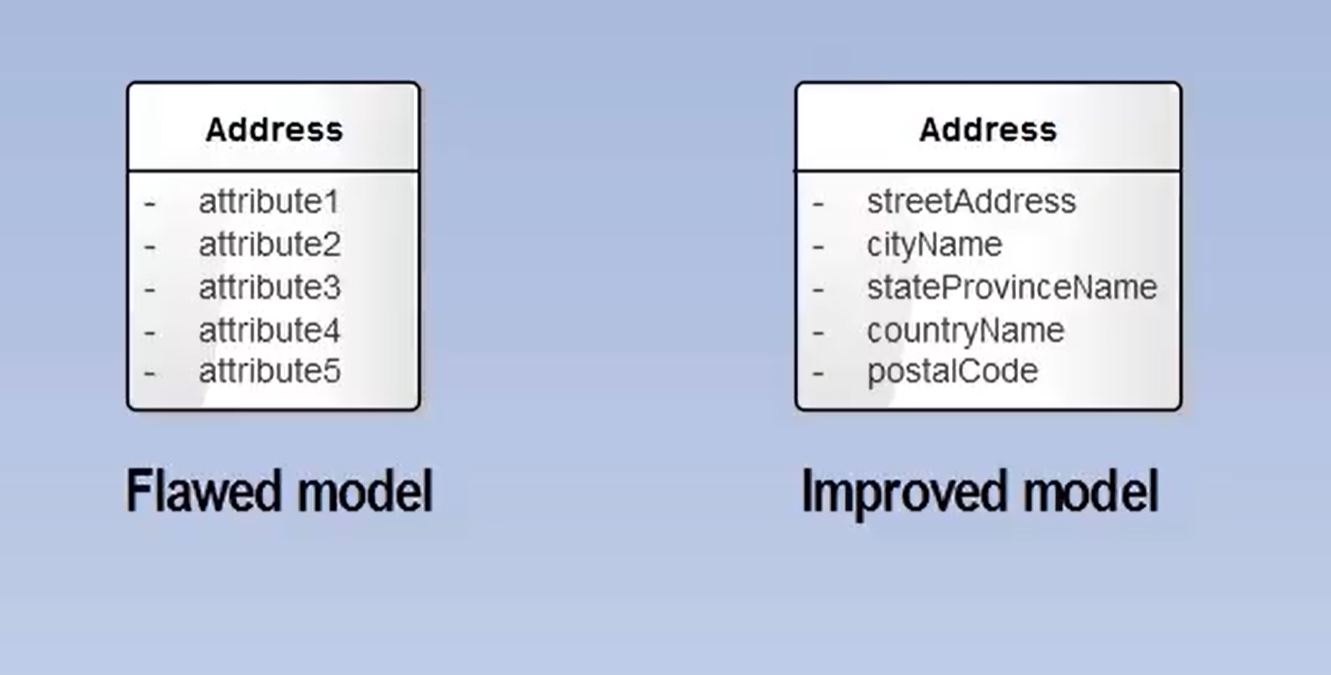 Address
- attribute1
- attribute2
- attribute3
- attribute4
- attribute5
Flawed model
Address
- streetAddress
- cityName
- stateProvinceName
- countryName
- postalCode
Improved model